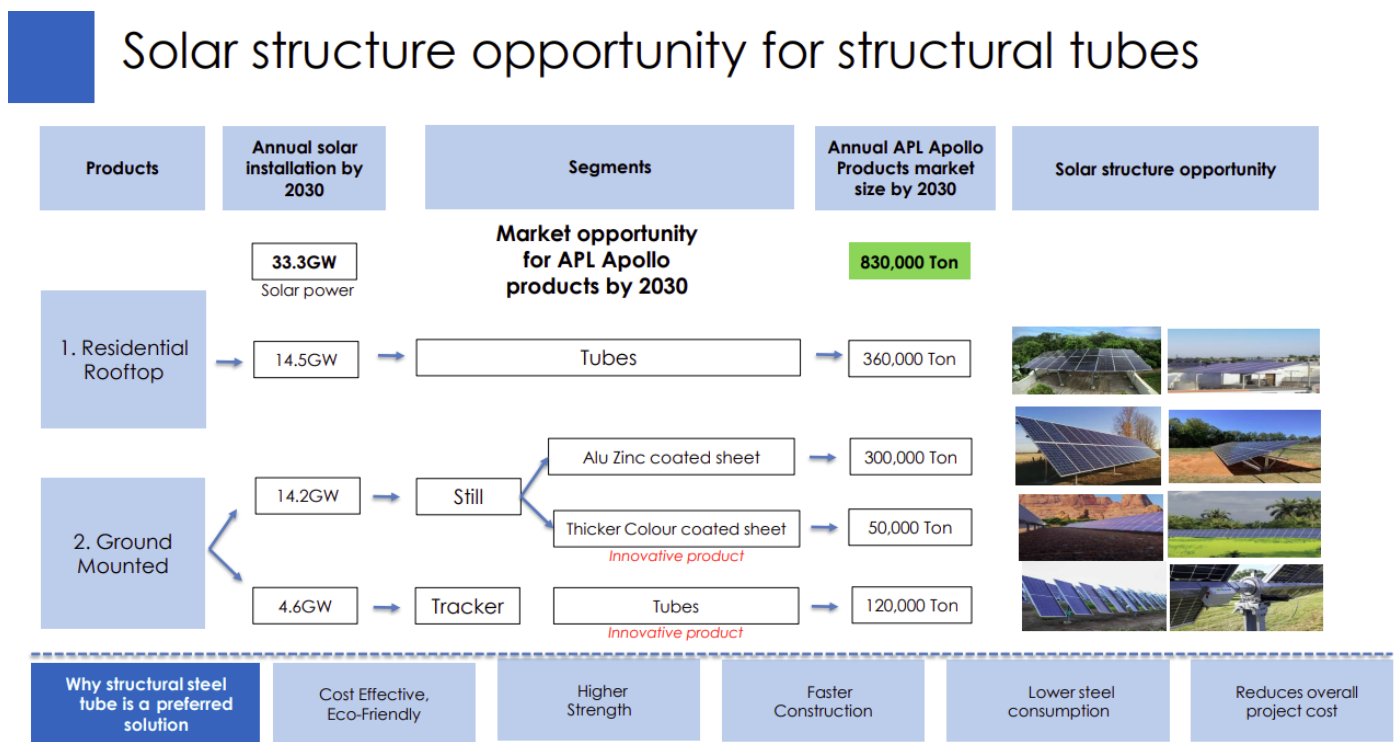 Solar structure opportunity for structural tubes
Products
Annual solar
installation by
2030
Segments
Annual APL Apollo
Products market
size by 2030
Solar structure opportunity
33.3GW
Solar power
Market opportunity
for APL Apollo
products by 2030
830,000 Ton
1. Residential
Rooftop
14.5GW
Tubes
360,000 Ton
2. Ground
Mounted
14.2GW
Still
Alu Zinc coated sheet
300,000 Ton
Thicker Colour coated sheet
Innovative product
50,000 Ton
4.6GW
Tracker
Tubes
Innovative product
120,000 Ton
Why structural steel
tube is a preferred
solution
Cost Effective,
Eco-Friendly
Higher
Strength
Faster
Construction
Lower steel
consumption
Reduces overall
project cost